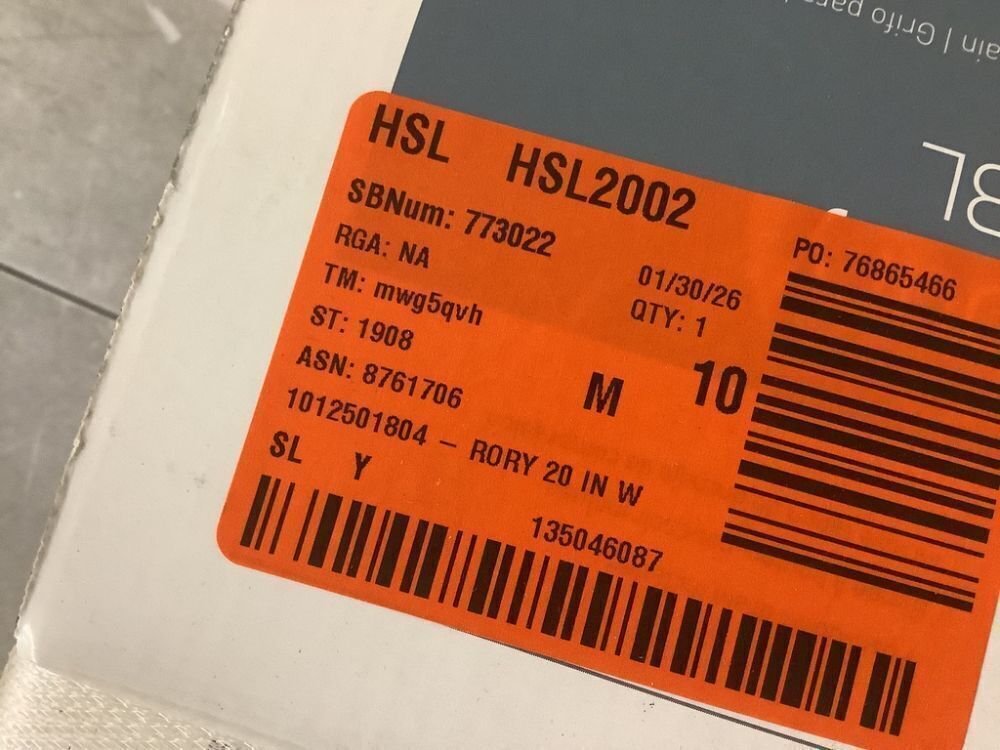 ain | Grifo para
8L
HSL HSL2002
SBNum: 773022
RGA: NA
01/30/26
PO: 76865466
TM: mwg5qvh
QTY: 1
ST: 1908
ASN: 8761706
M 10
1012501804 – RORY 20 IN W
SL Y
135046087